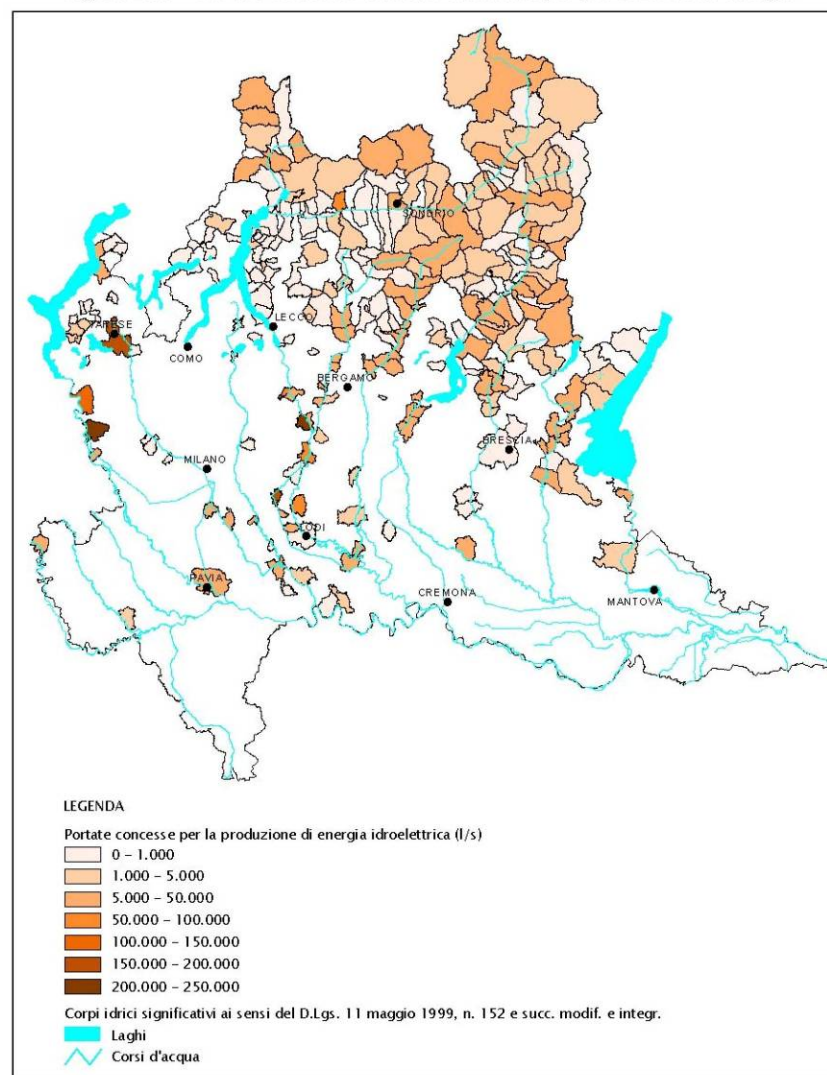 SONDRIO
LECCO
VARESE
COMO
BERGAMO
BRESCIA
MILANO
LODI
PAVIA
CREMONA
MANTOVA
LEGENDA
Portate concesse per la produzione di energia idroelettrica (l/s)
0 – 1.000
1.000 – 5.000
5.000 – 50.000
50.000 – 100.000
100.000 – 150.000
150.000 – 200.000
200.000 – 250.000
Corpi idrici significativi ai sensi del D.Lgs. 11 maggio 1999, n. 152 e succ. modif. e integr.
Laghi
Corsi d'acqua